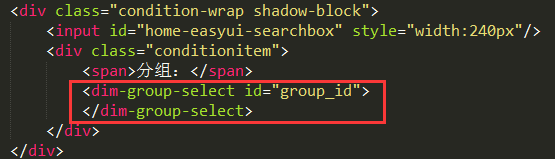 <div class="condition-wrap shadow-block">
<input id="home-easyui-searchbox" style="width:240px"/>
<div class="conditionitem">
<span>分组：</span>
<dim-group-select id="group_id">
</dim-group-select>
</div>
</div>